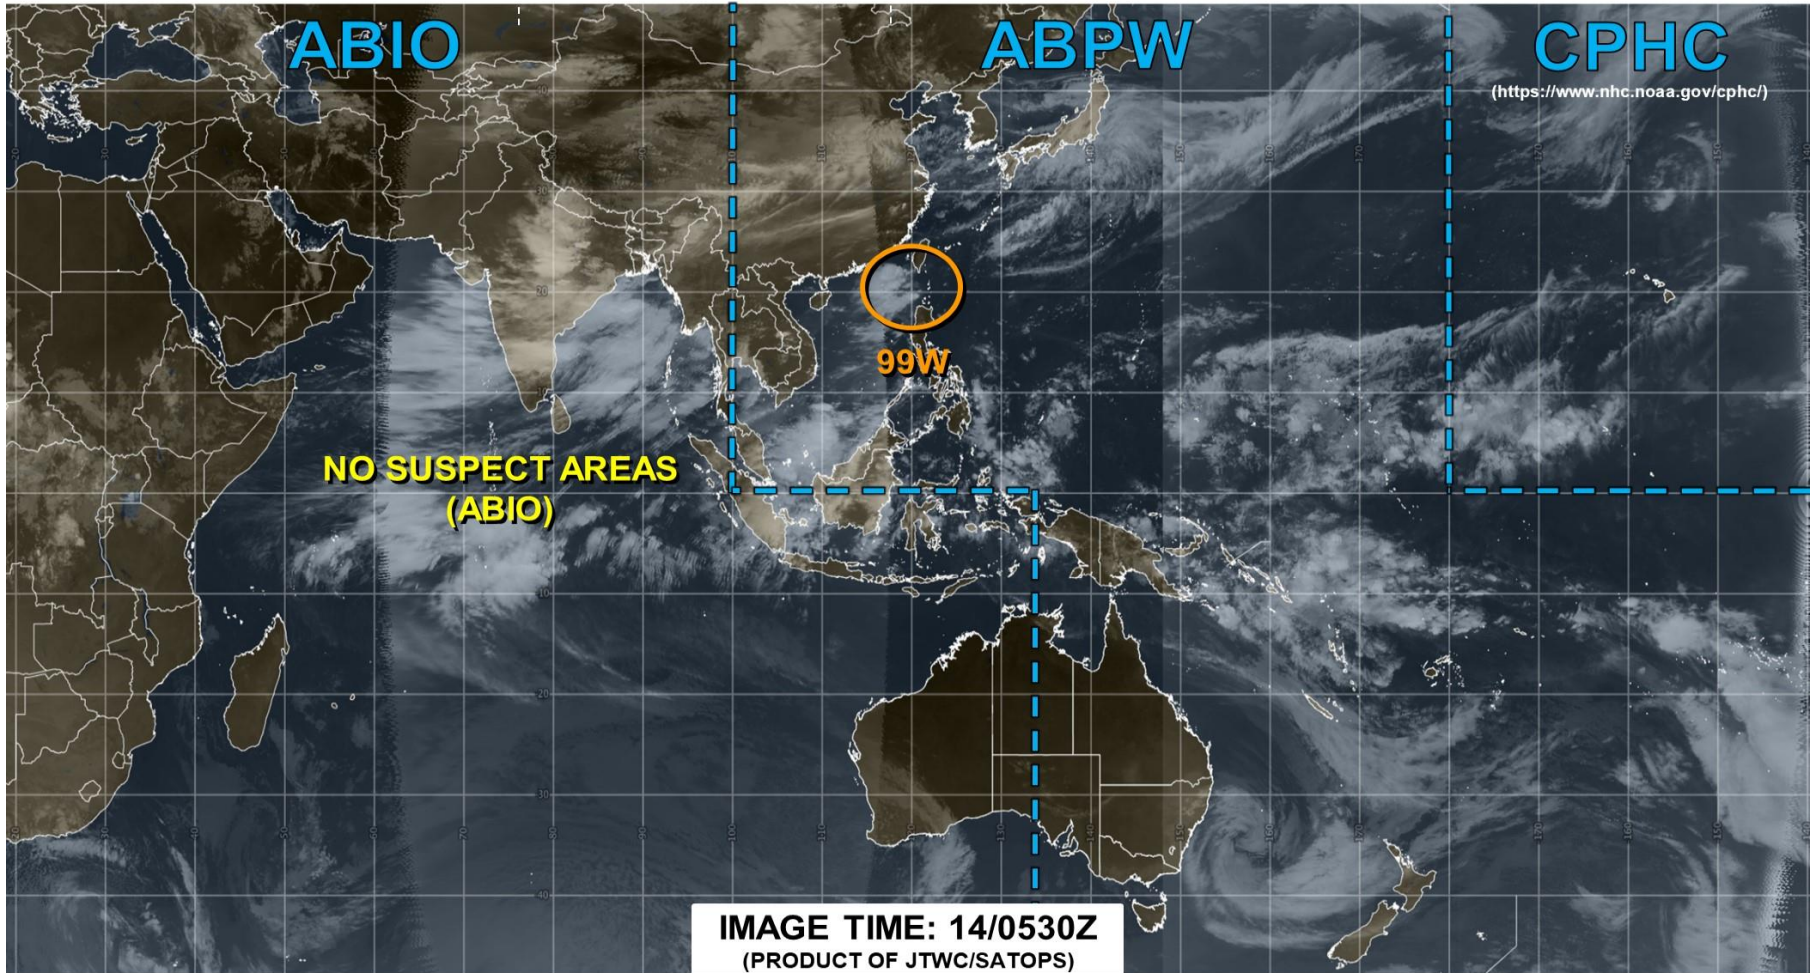 ABIO
ABPW
CPHC
(https://www.nhc.noaa.gov/cphc/)
99W
NO SUSPECT AREAS
(ABIO)
IMAGE TIME: 14/0530Z
(PRODUCT OF JTWC/SATOPS)